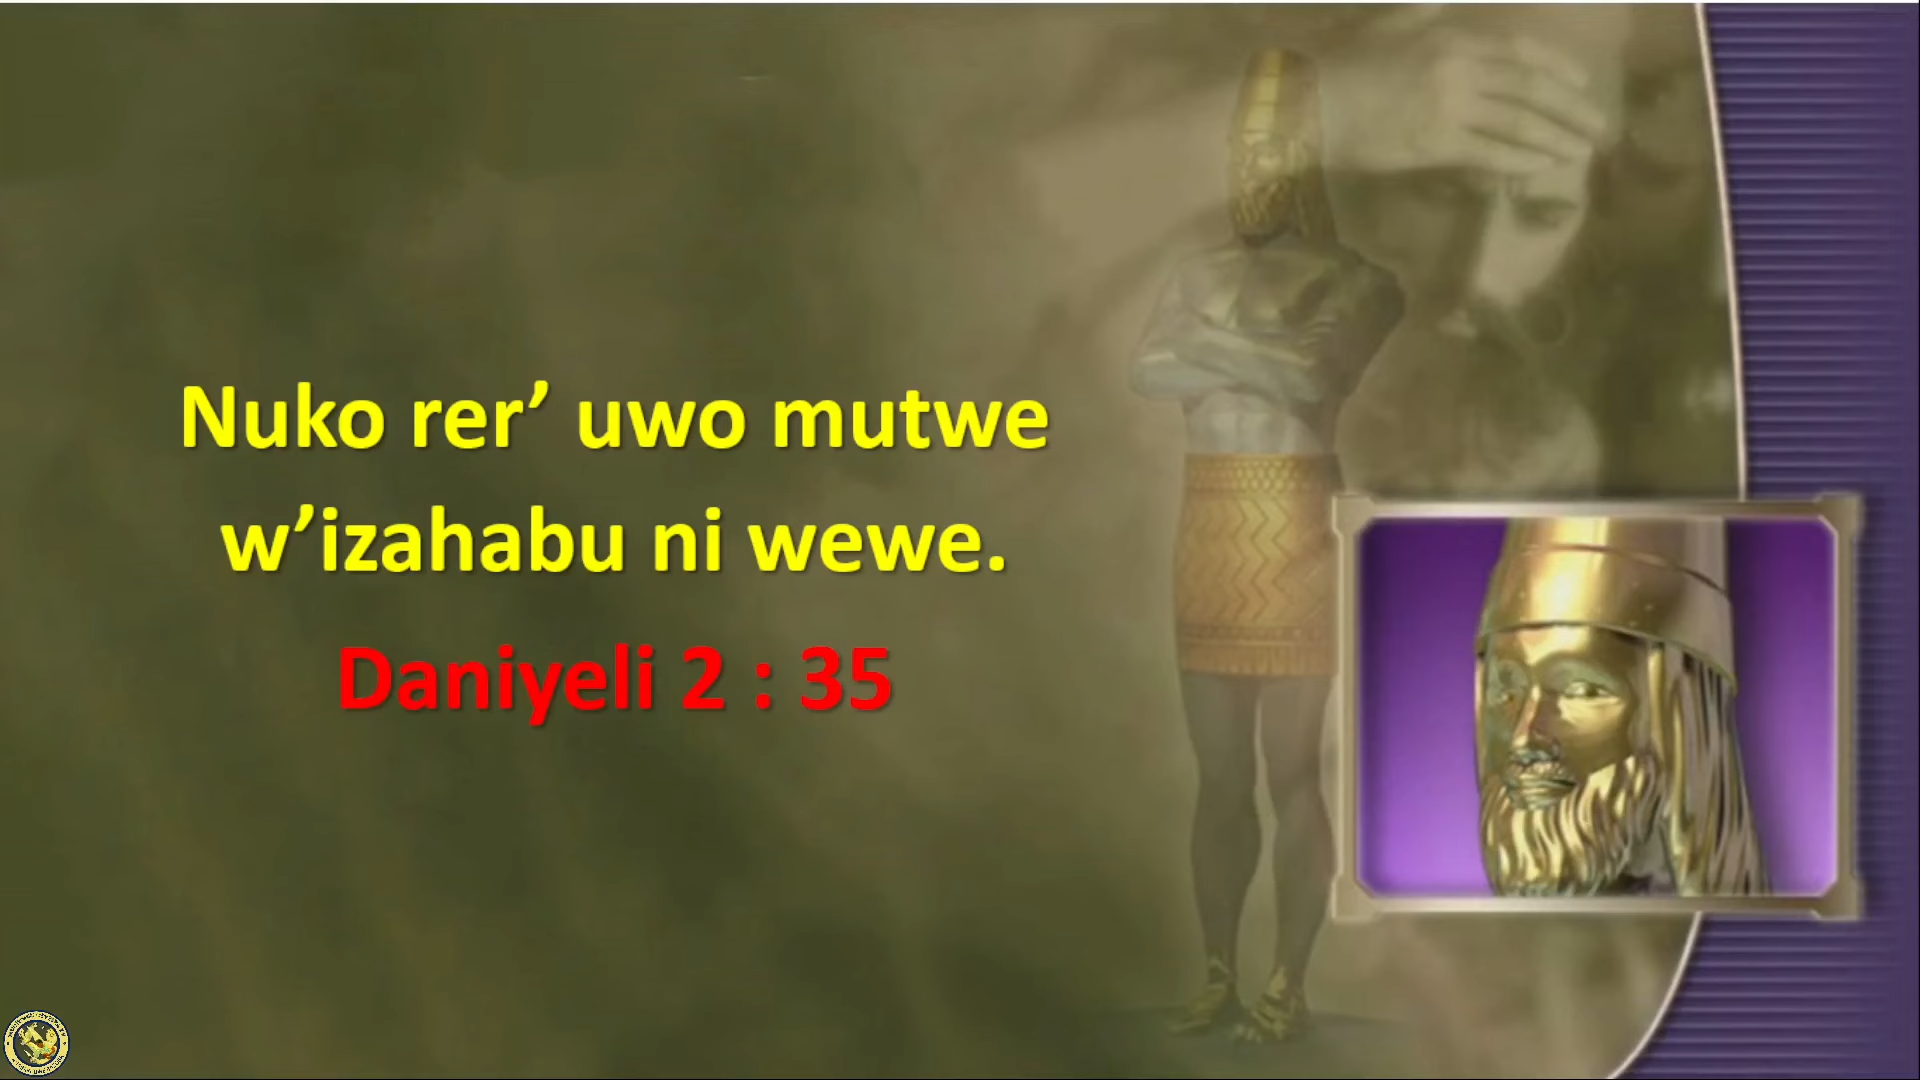 Nuko rer’ uwo mutwe
w’izahabu ni wewe.
Daniyeli 2 : 35